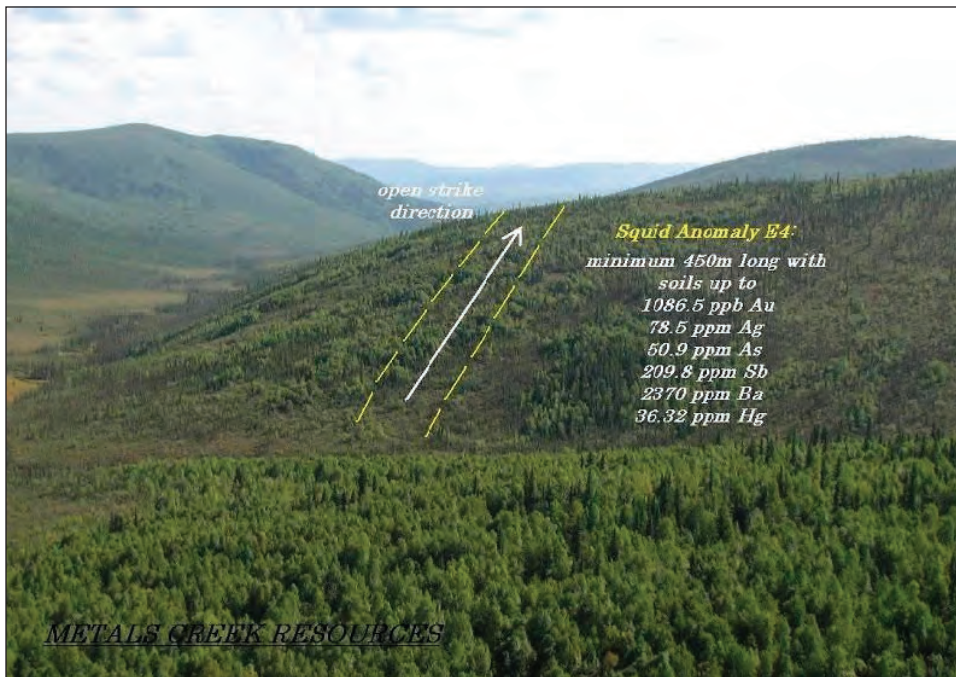 open strike
direction
Squid Anomaly E4:
minimum 450m long with
soils up to
1086.5 ppb Au
78.5 ppm Ag
50.9 ppm As
209.8 ppm Sb
2370 ppm Ba
36.32 ppm Hg
METALS CREEK RESOURCES